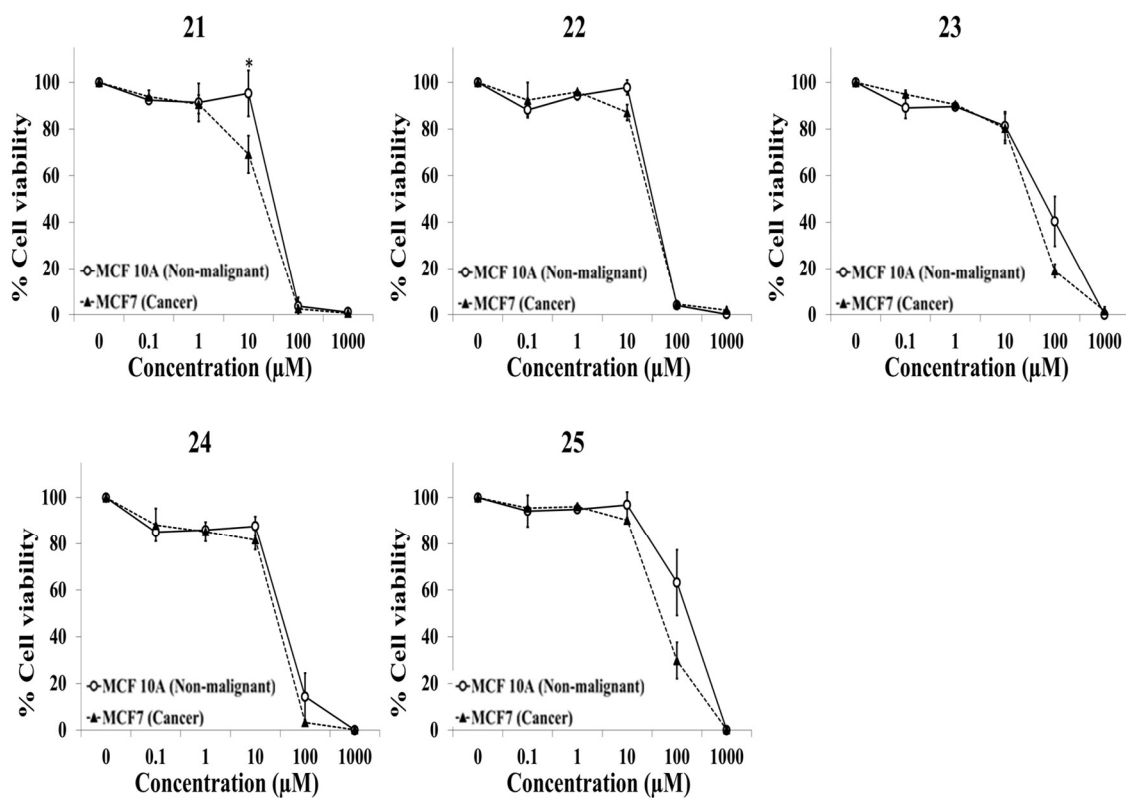 21
*
% Cell viability
100
80
60
40
20
0
MCF 10A (Non-malignant)
MCF7 (Cancer)
0 0.1 1 10 100 1000
Concentration (µM)
22
% Cell viability
100
80
60
40
20
0
MCF 10A (Non-malignant)
MCF7 (Cancer)
0 0.1 1 10 100 1000
Concentration (µM)
23
% Cell viability
100
80
60
40
20
0
MCF 10A (Non-malignant)
MCF7 (Cancer)
0 0.1 1 10 100 1000
Concentration (µM)
24
% Cell viability
100
80
60
40
20
0
MCF 10A (Non-malignant)
MCF7 (Cancer)
0 0.1 1 10 100 1000
Concentration (µM)
25
% Cell viability
100
80
60
40
20
0
MCF 10A (Non-malignant)
MCF7 (Cancer)
0 0.1 1 10 100 1000
Concentration (µM)